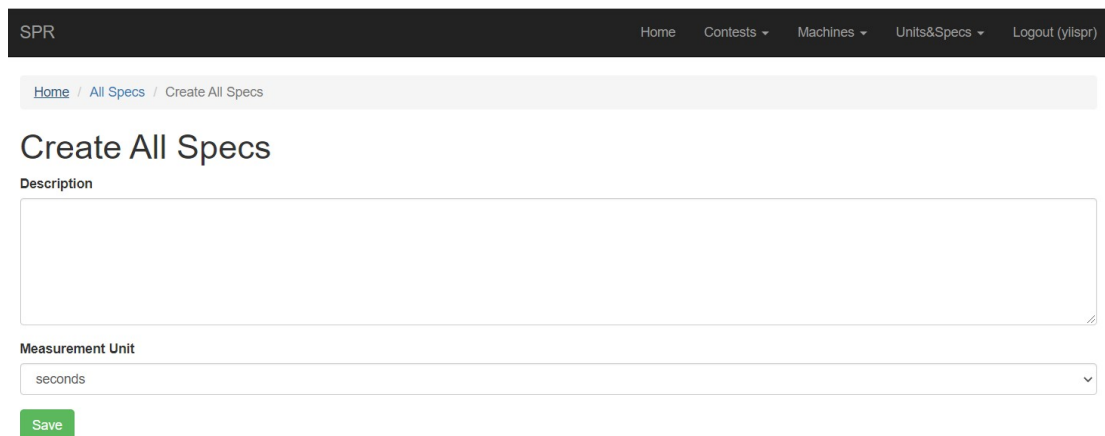 SPR Home Contests Machines Units&Specs Logout (yiispr)
Home / All Specs / Create All Specs
Create All Specs
Description
Measurement Unit
seconds
Save